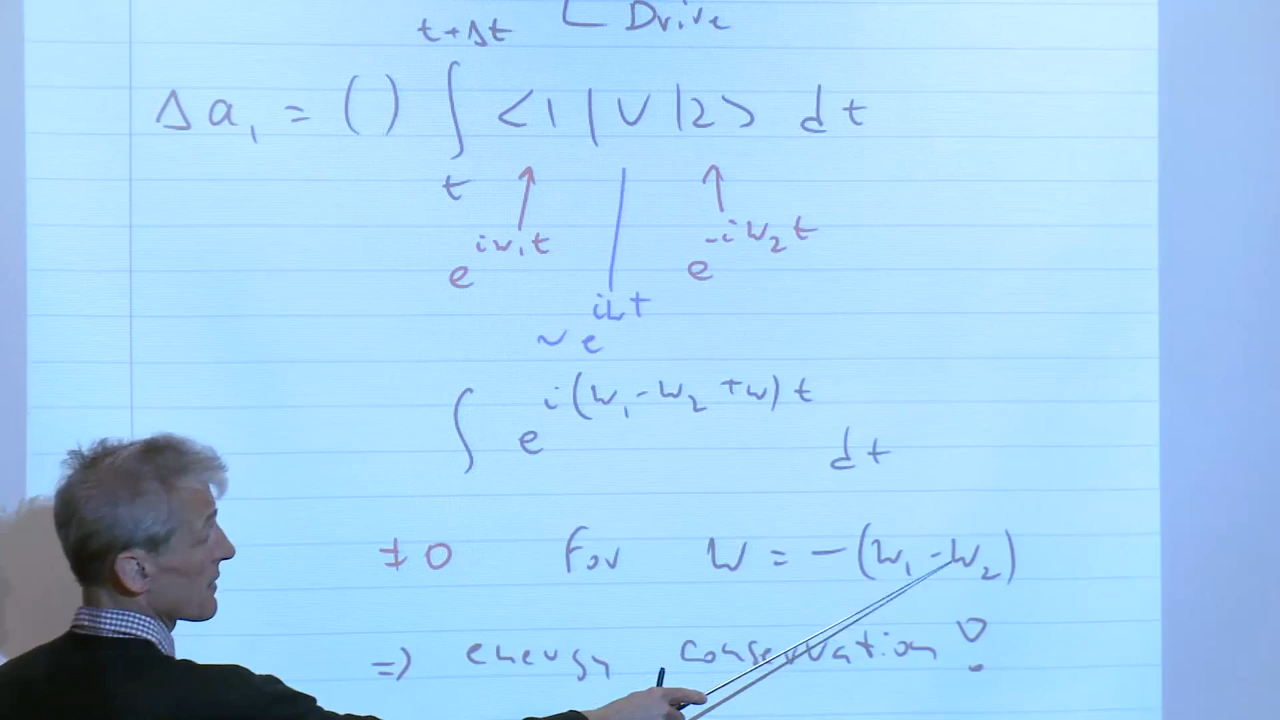 Drive
t+Δt
Δa₁ = () ∫ <1|V|2> dt
t
e^{iω₁t} e^{-iω₂t}
~ e^{iωt}
∫ e^{i(ω₁-ω₂+ω)t} dt
≠0 For ω = -(ω₁-ω₂)
=> energy conservation!